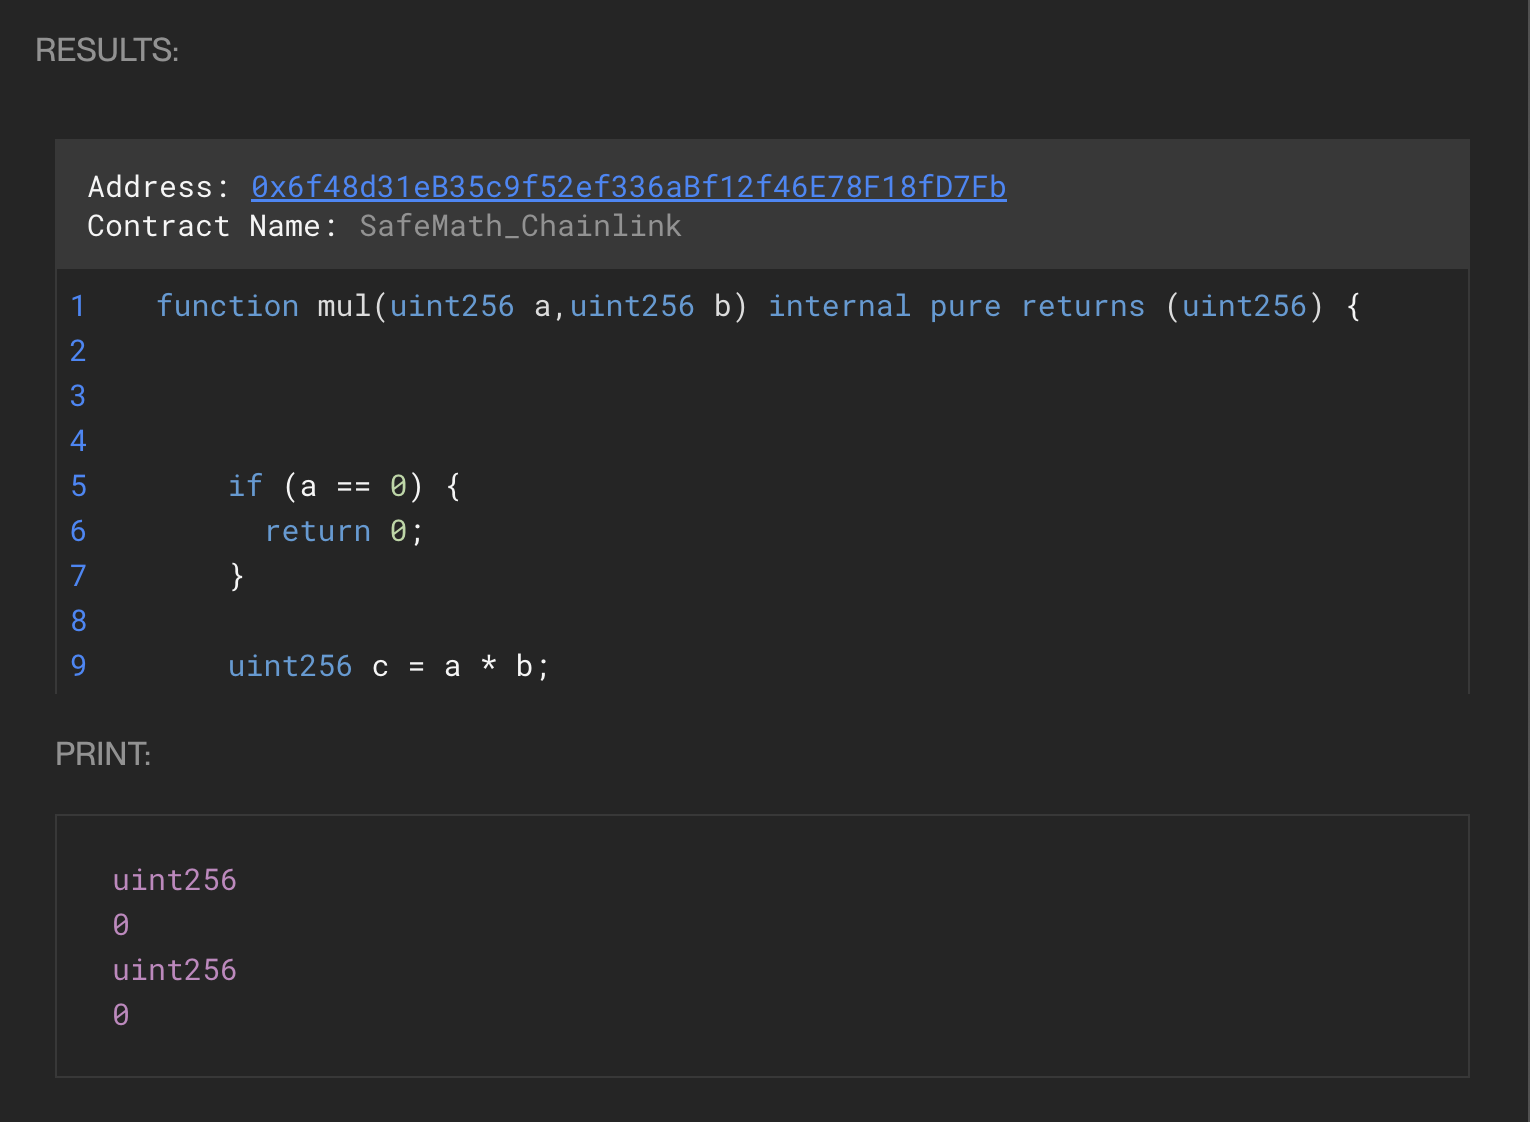 RESULTS:
Address: 0x6f48d31eB35c9f52ef336aBf12f46E78F18fD7Fb
Contract Name: SafeMath_Chainlink
1 function mul(uint256 a,uint256 b) internal pure returns (uint256) {
2
3
4
5 if (a == 0) {
6 return 0;
7 }
8
9 uint256 c = a * b;
PRINT:
uint256
0
uint256
0